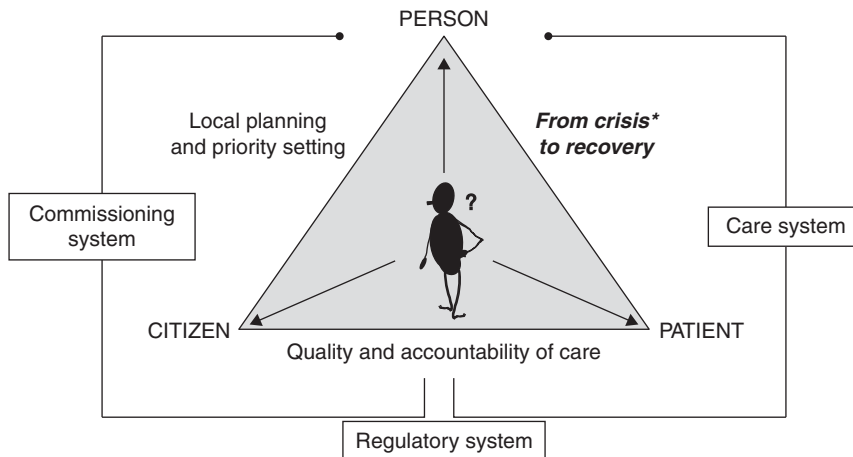 PERSON
Local planning
and priority setting
From crisis*
to recovery
Commissioning
system
Care system
?
CITIZEN
PATIENT
Quality and accountability of care
Regulatory system